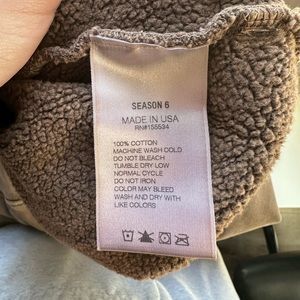 SEASON 6
MADE IN USA
RN#155534
100% COTTON
MACHINE WASH COLD
DO NOT BLEACH
TUMBLE DRY LOW
NORMAL CYCLE
DO NOT IRON
COLOR MAY BLEED
WASH AND DRY WITH
LIKE COLORS